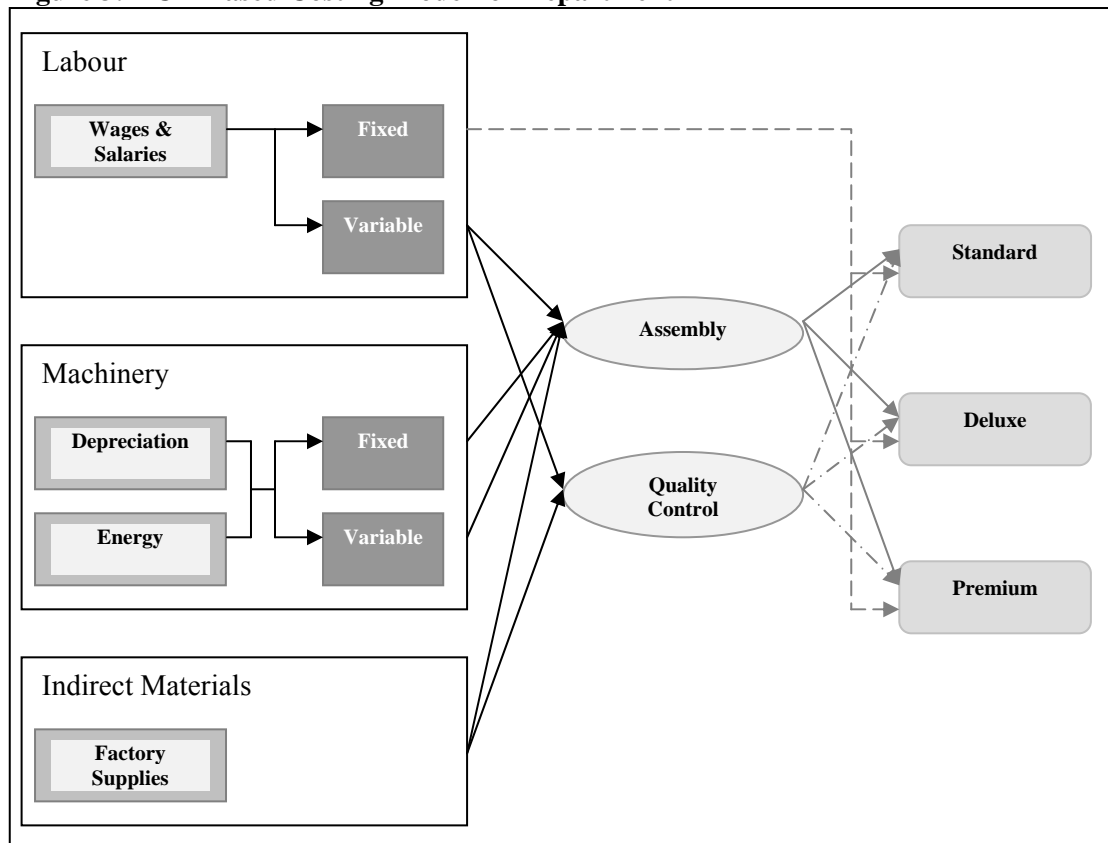 Labour
Wages &
Salaries
Fixed
Variable
Machinery
Depreciation
Energy
Fixed
Variable
Indirect Materials
Factory
Supplies
Assembly
Quality
Control
Standard
Deluxe
Premium